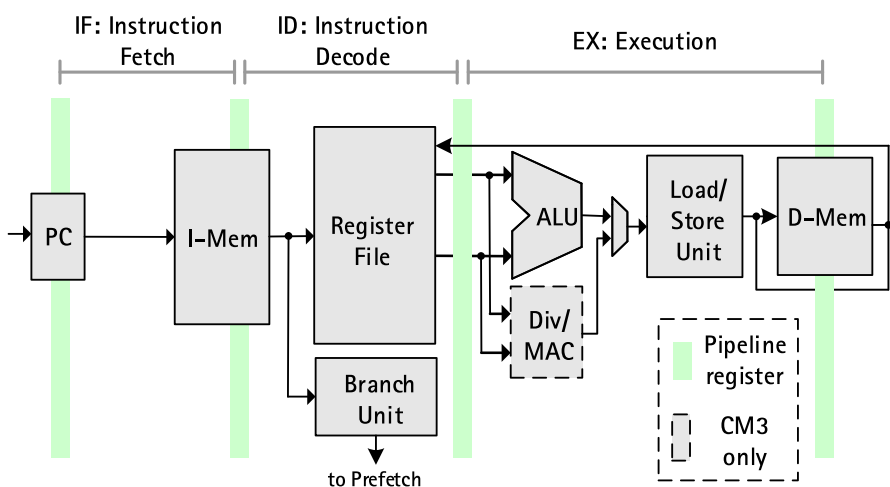 IF: Instruction
Fetch
ID: Instruction
Decode
EX: Execution
PC
I-Mem
Register
File
Branch
Unit
to Prefetch
ALU
Div/
MAC
Load/
Store
Unit
D-Mem
Pipeline
register
CM3
only